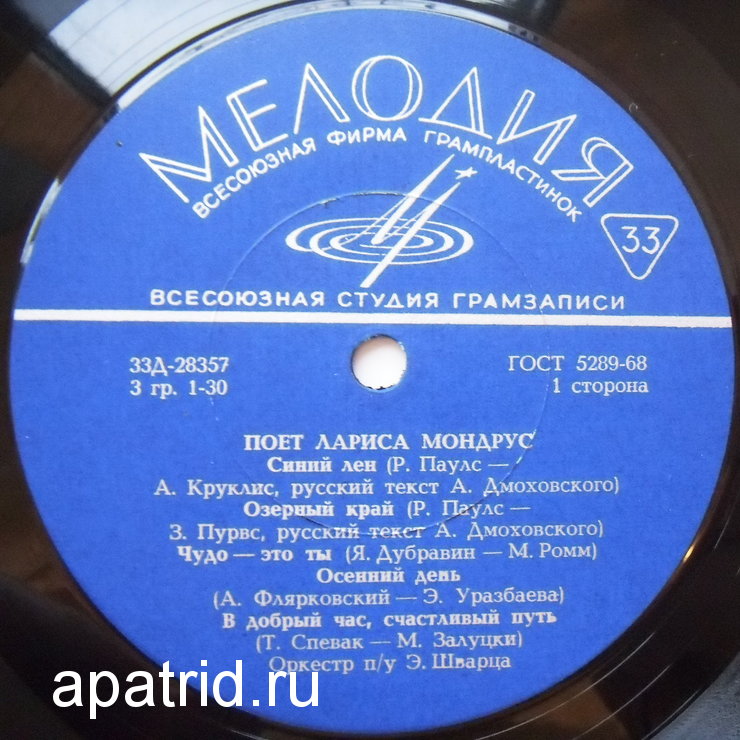 МЕЛОДИЯ
ВСЕСОЮЗНАЯ ФИРМА ГРАМПЛАСТИНОК
33
ВСЕСОЮЗНАЯ СТУДИЯ ГРАМЗАПИСИ
33Д-28357
3 гр. 1-30
ГОСТ 5289-68
1 сторона
ПОЕТ ЛАРИСА МОНДРУС
Синий лен (Р. Паулс —
А. Круклис, русский текст А. Дмоховского)
Озерный край (Р. Паулс —
З. Пурвс, русский текст А. Дмоховского)
Чудо — это ты (Я. Дубравин — М. Ромм)
Осенний день
(А. Флярковский — Э. Уразбаева)
В добрый час, счастливый путь
(Т. Спевак — М. Залуцки)
Оркестр п/у Э. Шварца
apatrid.ru